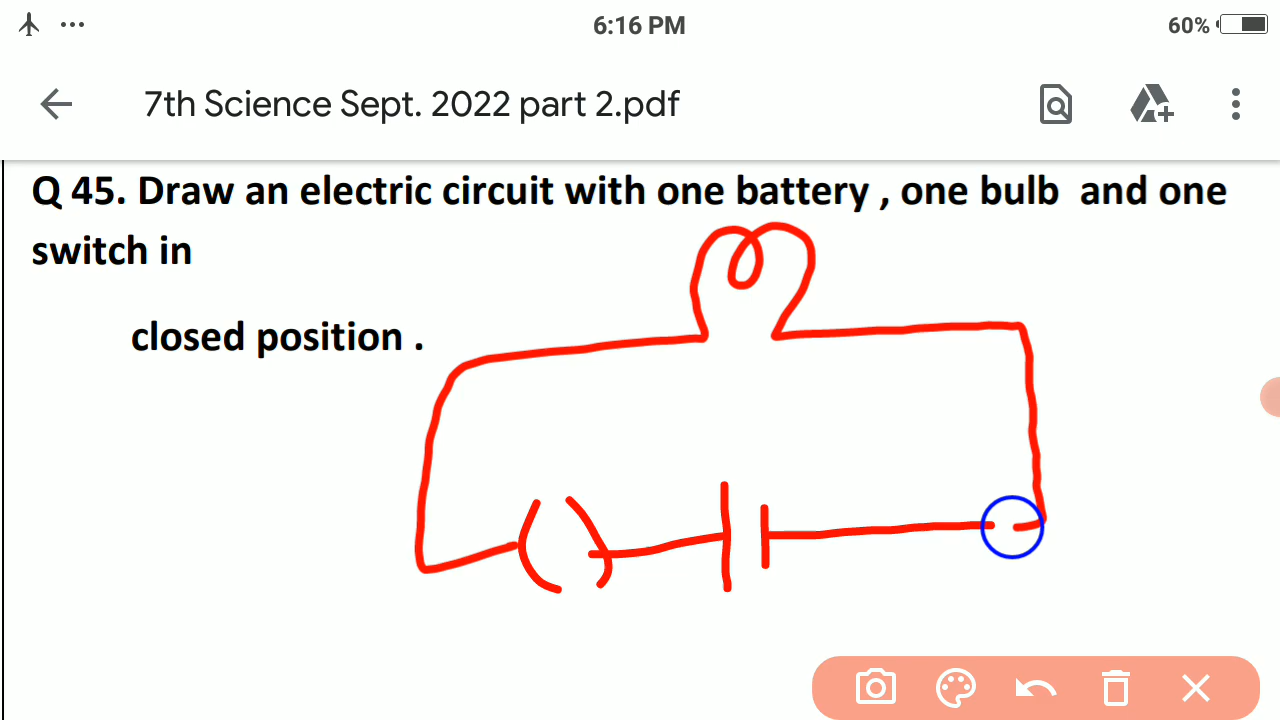 6:16 PM
60%
7th Science Sept. 2022 part 2.pdf
Q 45. Draw an electric circuit with one battery , one bulb and one
switch in
closed position .